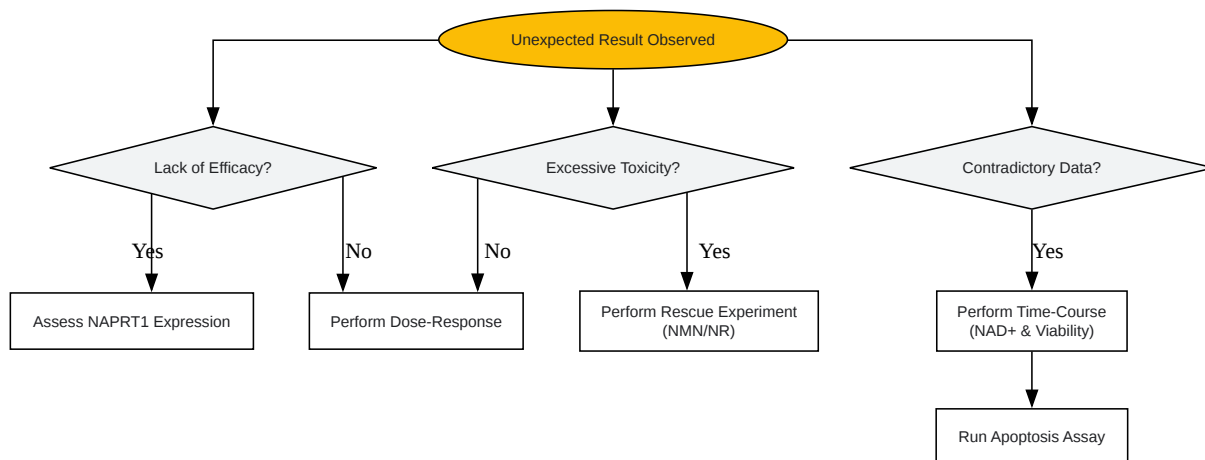 Unexpected Result Observed
Lack of Efficacy?
Excessive Toxicity?
Contradictory Data?
Yes
No
No
Yes
Yes
Assess NAPRT1 Expression
Perform Dose-Response
Perform Rescue Experiment
(NMN/NR)
Perform Time-Course
(NAD+ & Viability)
Run Apoptosis Assay